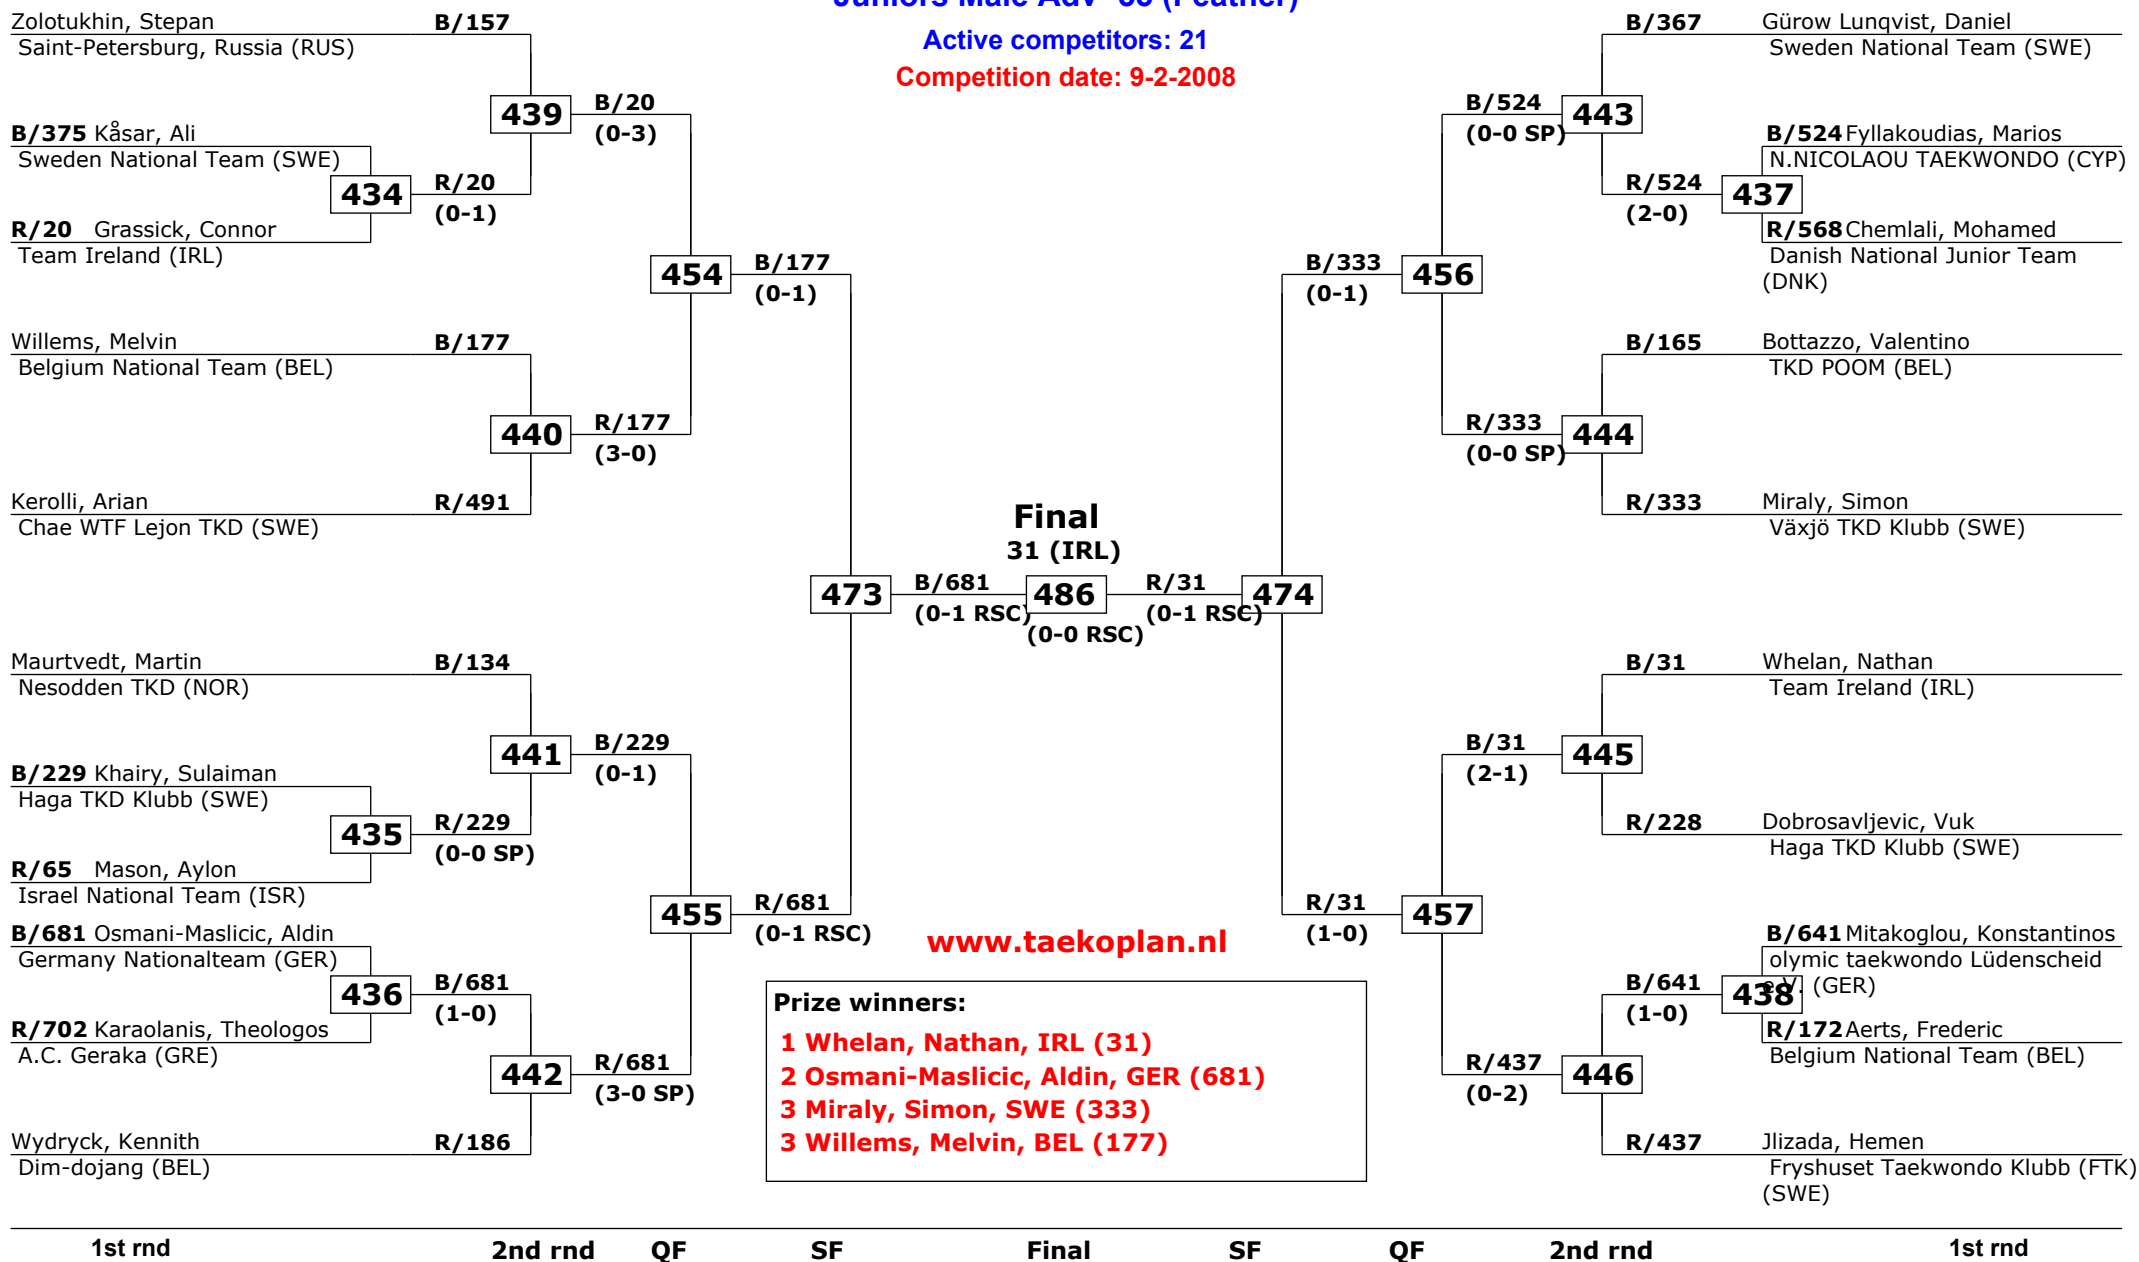 Active competitors: 21
Competition date: 9-2-2008
Zolotukhin, Stepan B/157
Saint-Petersburg, Russia (RUS)
439
B/20
(0-3)
B/375 Kåsar, Ali
Sweden National Team (SWE)
434
R/20
(0-1)
R/20 Grassick, Connor
Team Ireland (IRL)
454
B/177
(0-1)
Willems, Melvin B/177
Belgium National Team (BEL)
440
R/177
(3-0)
Kerolli, Arian R/491
Chae WTF Lejon TKD (SWE)
473
B/681
(0-1 RSC)
Maurtvedt, Martin B/134
Nesodden TKD (NOR)
441
B/229
(0-1)
B/229 Khairy, Sulaiman
Haga TKD Klubb (SWE)
435
R/229
(0-0 SP)
R/65 Mason, Aylon
Israel National Team (ISR)
455
R/681
(0-1 RSC)
B/681 Osmani-Maslicic, Aldin
Germany Nationalteam (GER)
436
B/681
(1-0)
R/702 Karaolanis, Theologos
A.C. Geraka (GRE)
442
R/681
(3-0 SP)
Wydryck, Kennith R/186
Dim-dojang (BEL)
Final
31 (IRL)
486
(0-0 RSC)
R/31
(0-1 RSC)
474
B/367 Gürow Lunqvist, Daniel
Sweden National Team (SWE)
B/524
(0-0 SP)
443
B/524 Fyllakoudias, Marios
N.NICOLAOU TAEKWONDO (CYP)
R/524
(2-0)
437
R/568 Chemlali, Mohamed
Danish National Junior Team
(DNK)
B/333
(0-1)
456
B/165 Bottazzo, Valentino
TKD POOM (BEL)
R/333
(0-0 SP)
444
R/333 Miraly, Simon
Växjö TKD Klubb (SWE)
B/31 Whelan, Nathan
Team Ireland (IRL)
B/31
(2-1)
445
R/228 Dobrosavljevic, Vuk
Haga TKD Klubb (SWE)
R/31
(1-0)
457
B/641 Mitakoglou, Konstantinos
olymic taekwondo Lüdenscheid
(GER)
B/641
(1-0)
438
R/172 Aerts, Frederic
Belgium National Team (BEL)
R/437
(0-2)
446
R/437 Jlizada, Hemen
Fryshuset Taekwondo Klubb (FTK)
(SWE)
www.taekoplan.nl
Prize winners:
1 Whelan, Nathan, IRL (31)
2 Osmani-Maslicic, Aldin, GER (681)
3 Miraly, Simon, SWE (333)
3 Willems, Melvin, BEL (177)
1st rnd 2nd rnd QF SF Final SF QF 2nd rnd 1st rnd